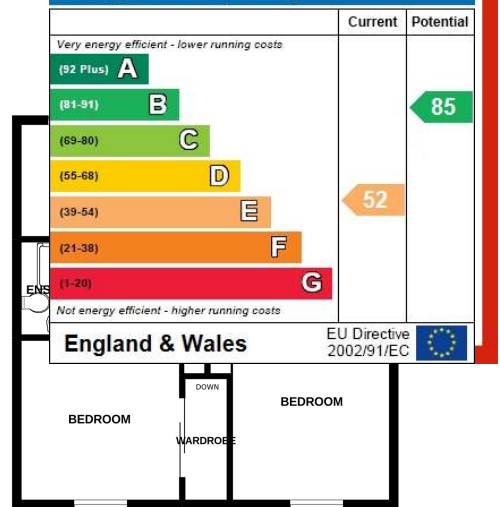 Current Potential
Very energy efficient - lower running costs
(92 Plus) A
(81-91) B
85
(69-80) C
(55-68) D
(39-54) E
52
(21-38) F
(1-20) G
ENS
Not energy efficient - higher running costs
England & Wales
EU Directive
2002/91/EC
DOWN
BEDROOM
BEDROOM
WARDROBE